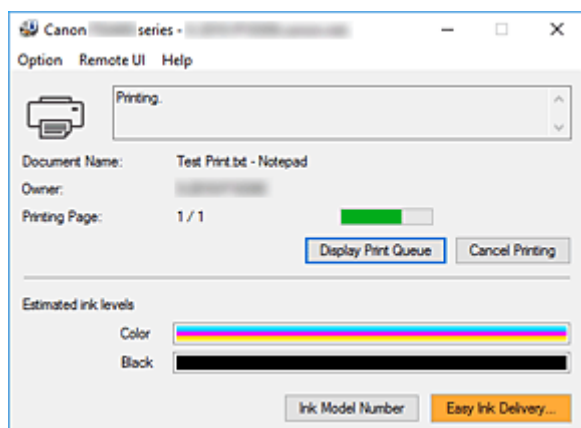 Canon series -
Option Remote UI Help
Printing.
Document Name: Test Print.txt - Notepad
Owner:
Printing Page: 1 / 1
Display Print Queue Cancel Printing
Estimated ink levels
Color
Black
Ink Model Number Easy Ink Delivery...